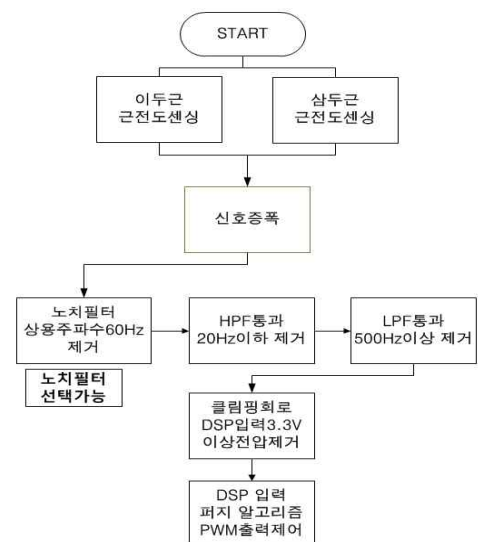 START
이두근
근전도센싱
삼두근
근전도센싱
신호증폭
노치필터
상용주파수60Hz
제거
HPF통과
20Hz이하 제거
LPF통과
500Hz이상 제거
노치필터
선택가능
클림핑회로
DSP입력3.3V
이상전압제거
DSP 입력
퍼지 알고리즘
PWM출력제어